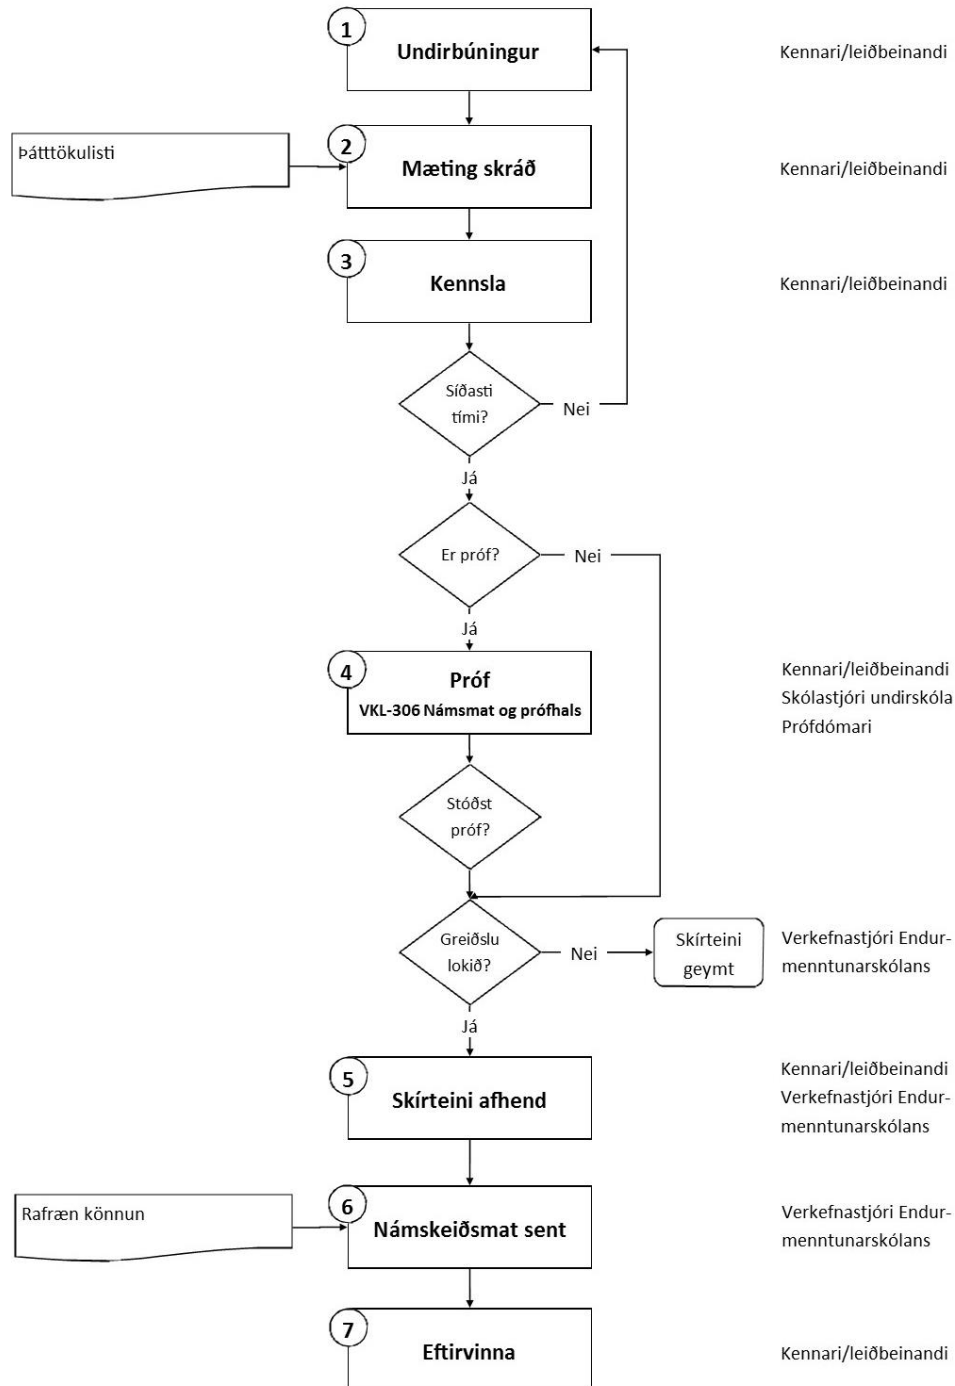 1
Undirbúningur
Kennari/leiðbeinandi
Þátttökulisti
2
Mæting skráð
Kennari/leiðbeinandi
3
Kennsla
Kennari/leiðbeinandi
Síðasti
tími?
Nei
Já
Er próf?
Nei
Já
4
Próf
VKL-306 Námsmat og prófhals
Kennari/leiðbeinandi
Skólastjóri undirskóla
Prófdómari
Stóðst
próf?
Greiðslu
lokið?
Nei
Skírteini
geymt
Verkefnastjóri Endur-
menntunarskólans
Já
5
Skírteini afhend
Kennari/leiðbeinandi
Verkefnastjóri Endur-
menntunarskólans
Rafræn könnun
6
Námskeiðsmat sent
Verkefnastjóri Endur-
menntunarskólans
7
Eftirvinna
Kennari/leiðbeinandi